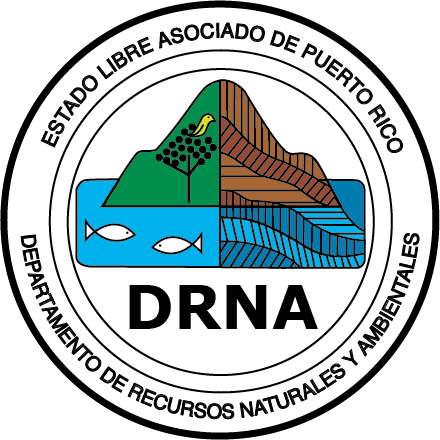 ESTADO LIBRE ASOCIADO DE PUERTO RICO
DRNA
DEPARTAMENTO DE RECURSOS NATURALES Y AMBIENTALES